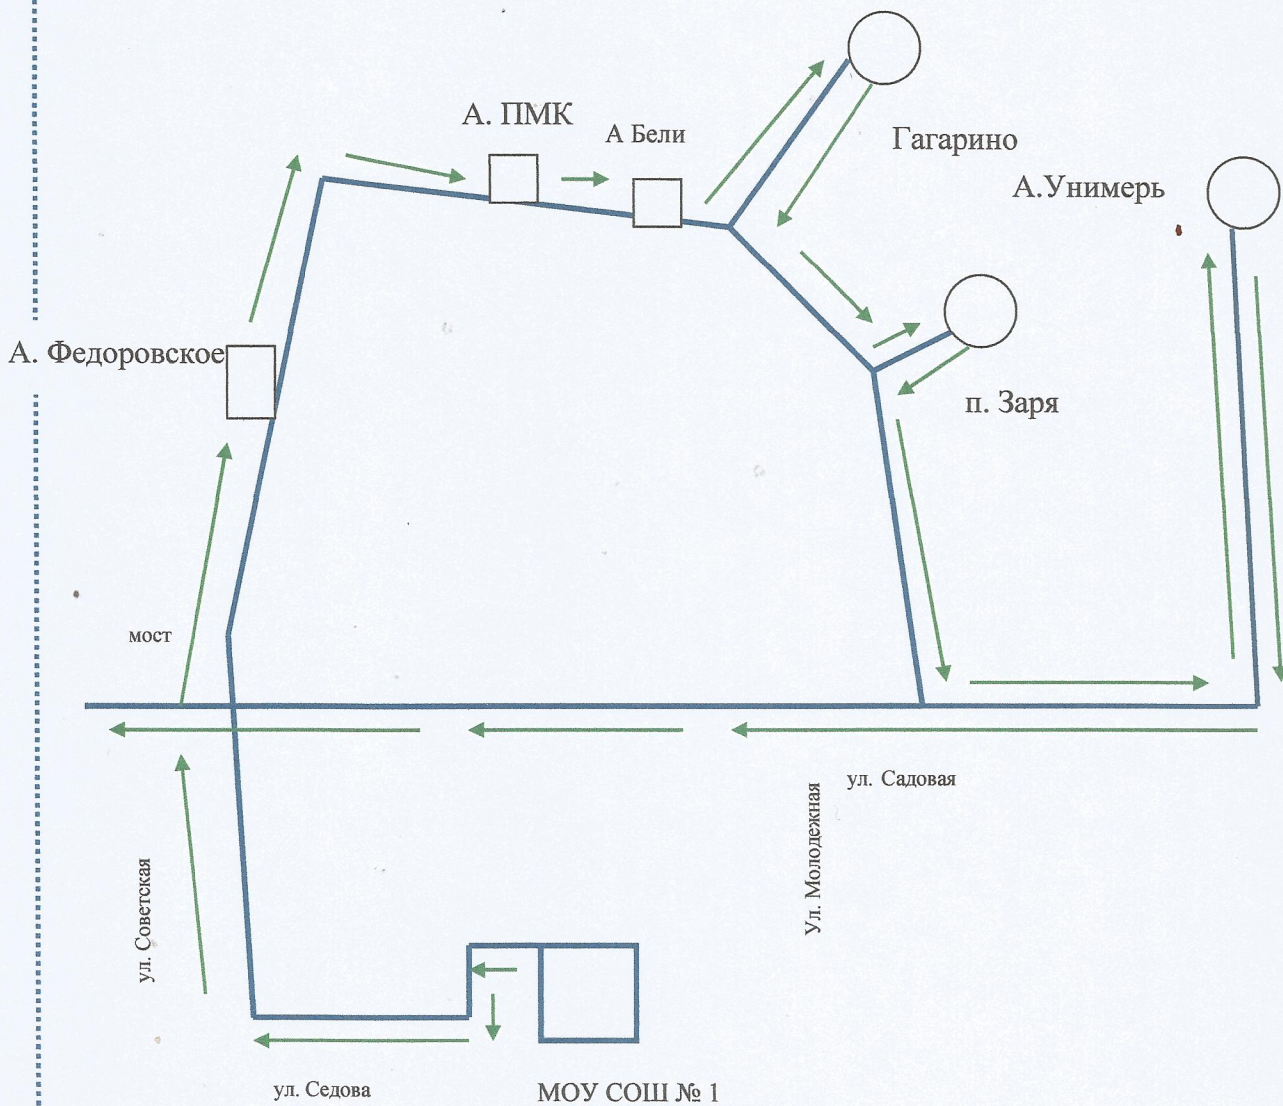 А. ПМК
А Бели
Гагарино
А.Унимерь
А. Федоровское
п. Заря
мост
ул. Садовая
Ул. Молодежная
ул. Советская
ул. Седова
МОУ СОШ № 1